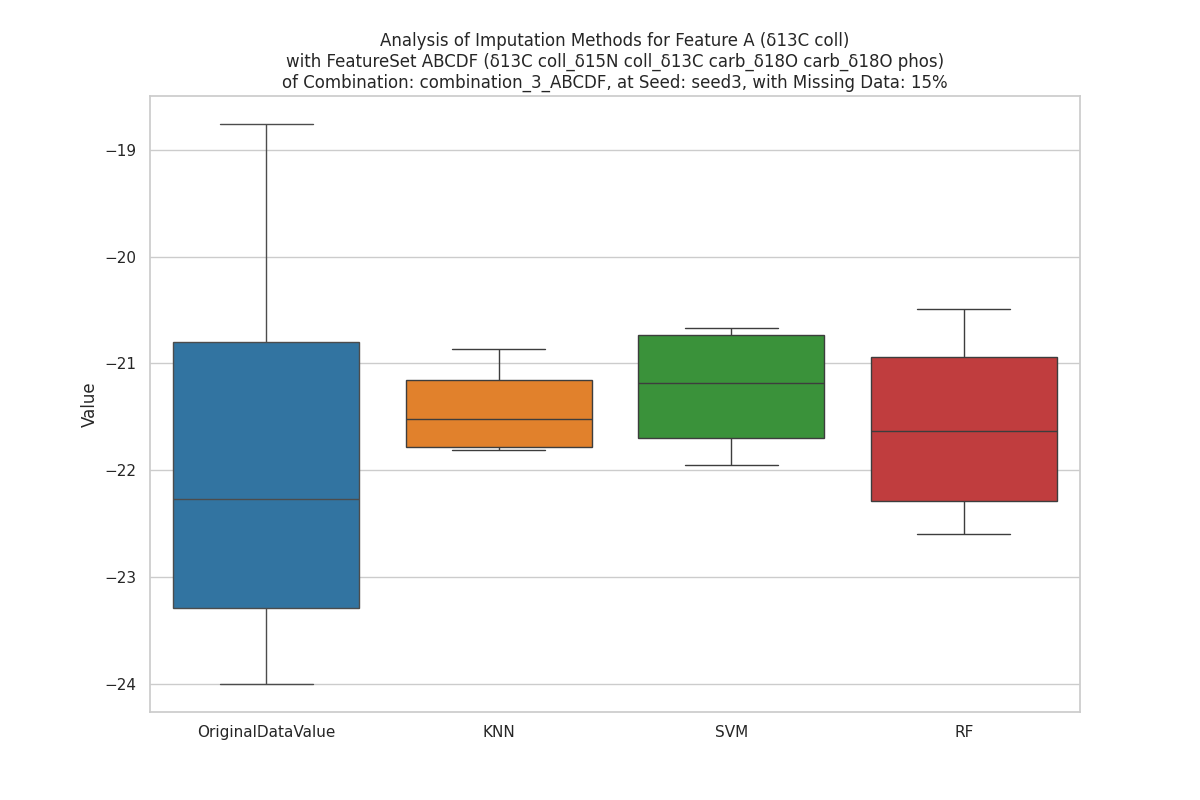 Analysis of Imputation Methods for Feature A (δ13C coll)
with FeatureSet ABCDF (δ13C coll_δ15N coll_δ13C carb_δ18O carb_δ18O phos)
of Combination: combination_3_ABCDF, at Seed: seed3, with Missing Data: 15%
−19
−20
−21
−22
−23
−24
Value
OriginalDataValue
KNN
SVM
RF